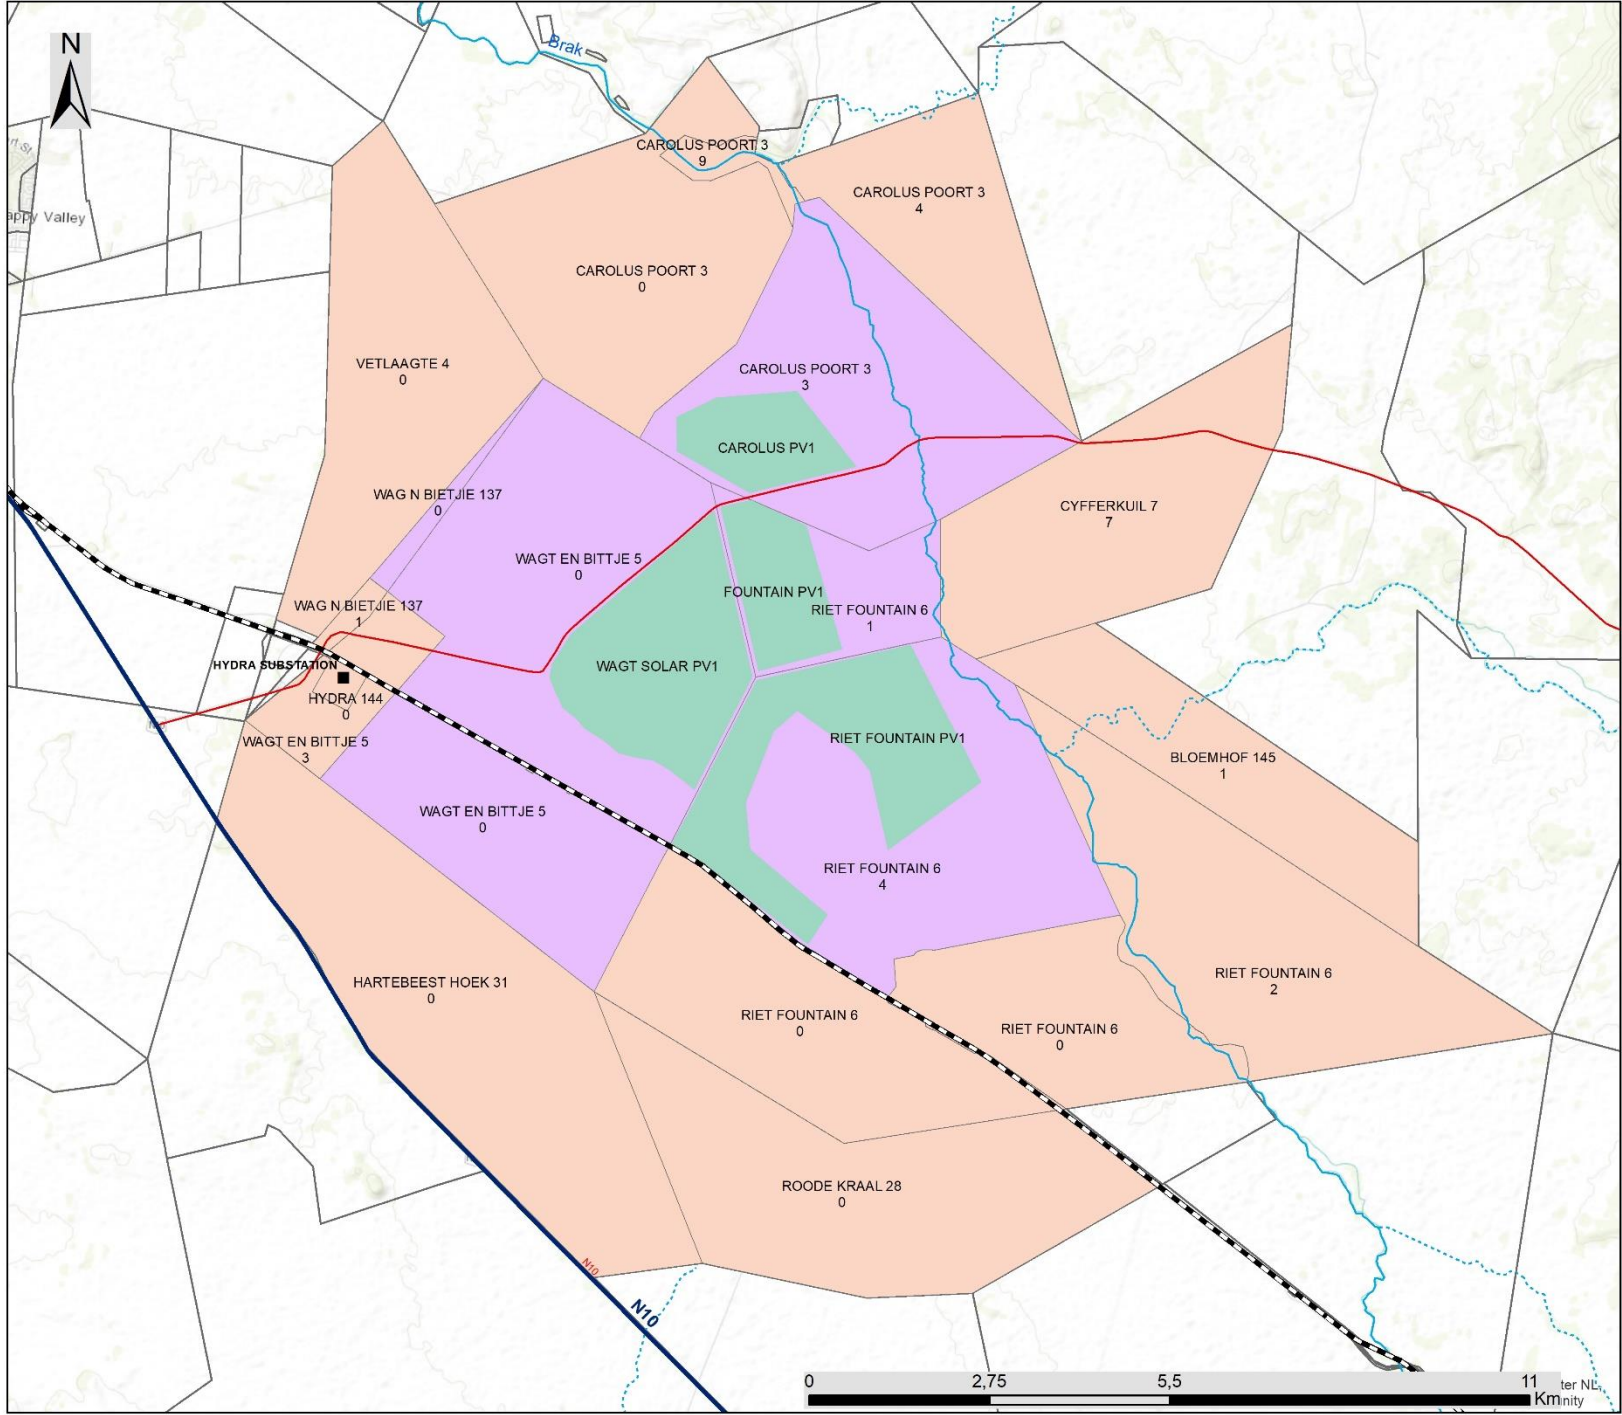 N
Brak
CAROLUS POORT 3
9
CAROLUS POORT 3
4
appy Valley
CAROLUS POORT 3
0
VETLAAGTE 4
0
CAROLUS POORT 3
3
CAROLUS PV1
WAG N BIETJIE 137
0
CYFFERKUIL 7
7
WAGT EN BITTJE 5
0
FOUNTAIN PV1
WAG N BIETJIE 137
1
RIET FOUNTAIN 6
1
HYDRA SUBSTATION
WAGT SOLAR PV1
HYDRA 144
0
WAGT EN BITTJE 5
3
RIET FOUNTAIN PV1
BLOEMHOF 145
1
WAGT EN BITTJE 5
0
RIET FOUNTAIN 6
4
HARTEBEEST HOEK 31
0
RIET FOUNTAIN 6
2
RIET FOUNTAIN 6
0
RIET FOUNTAIN 6
0
ROODE KRAAL 28
0
N10
N10
0 2,75 5,5 11
Km
ter NL,
nity